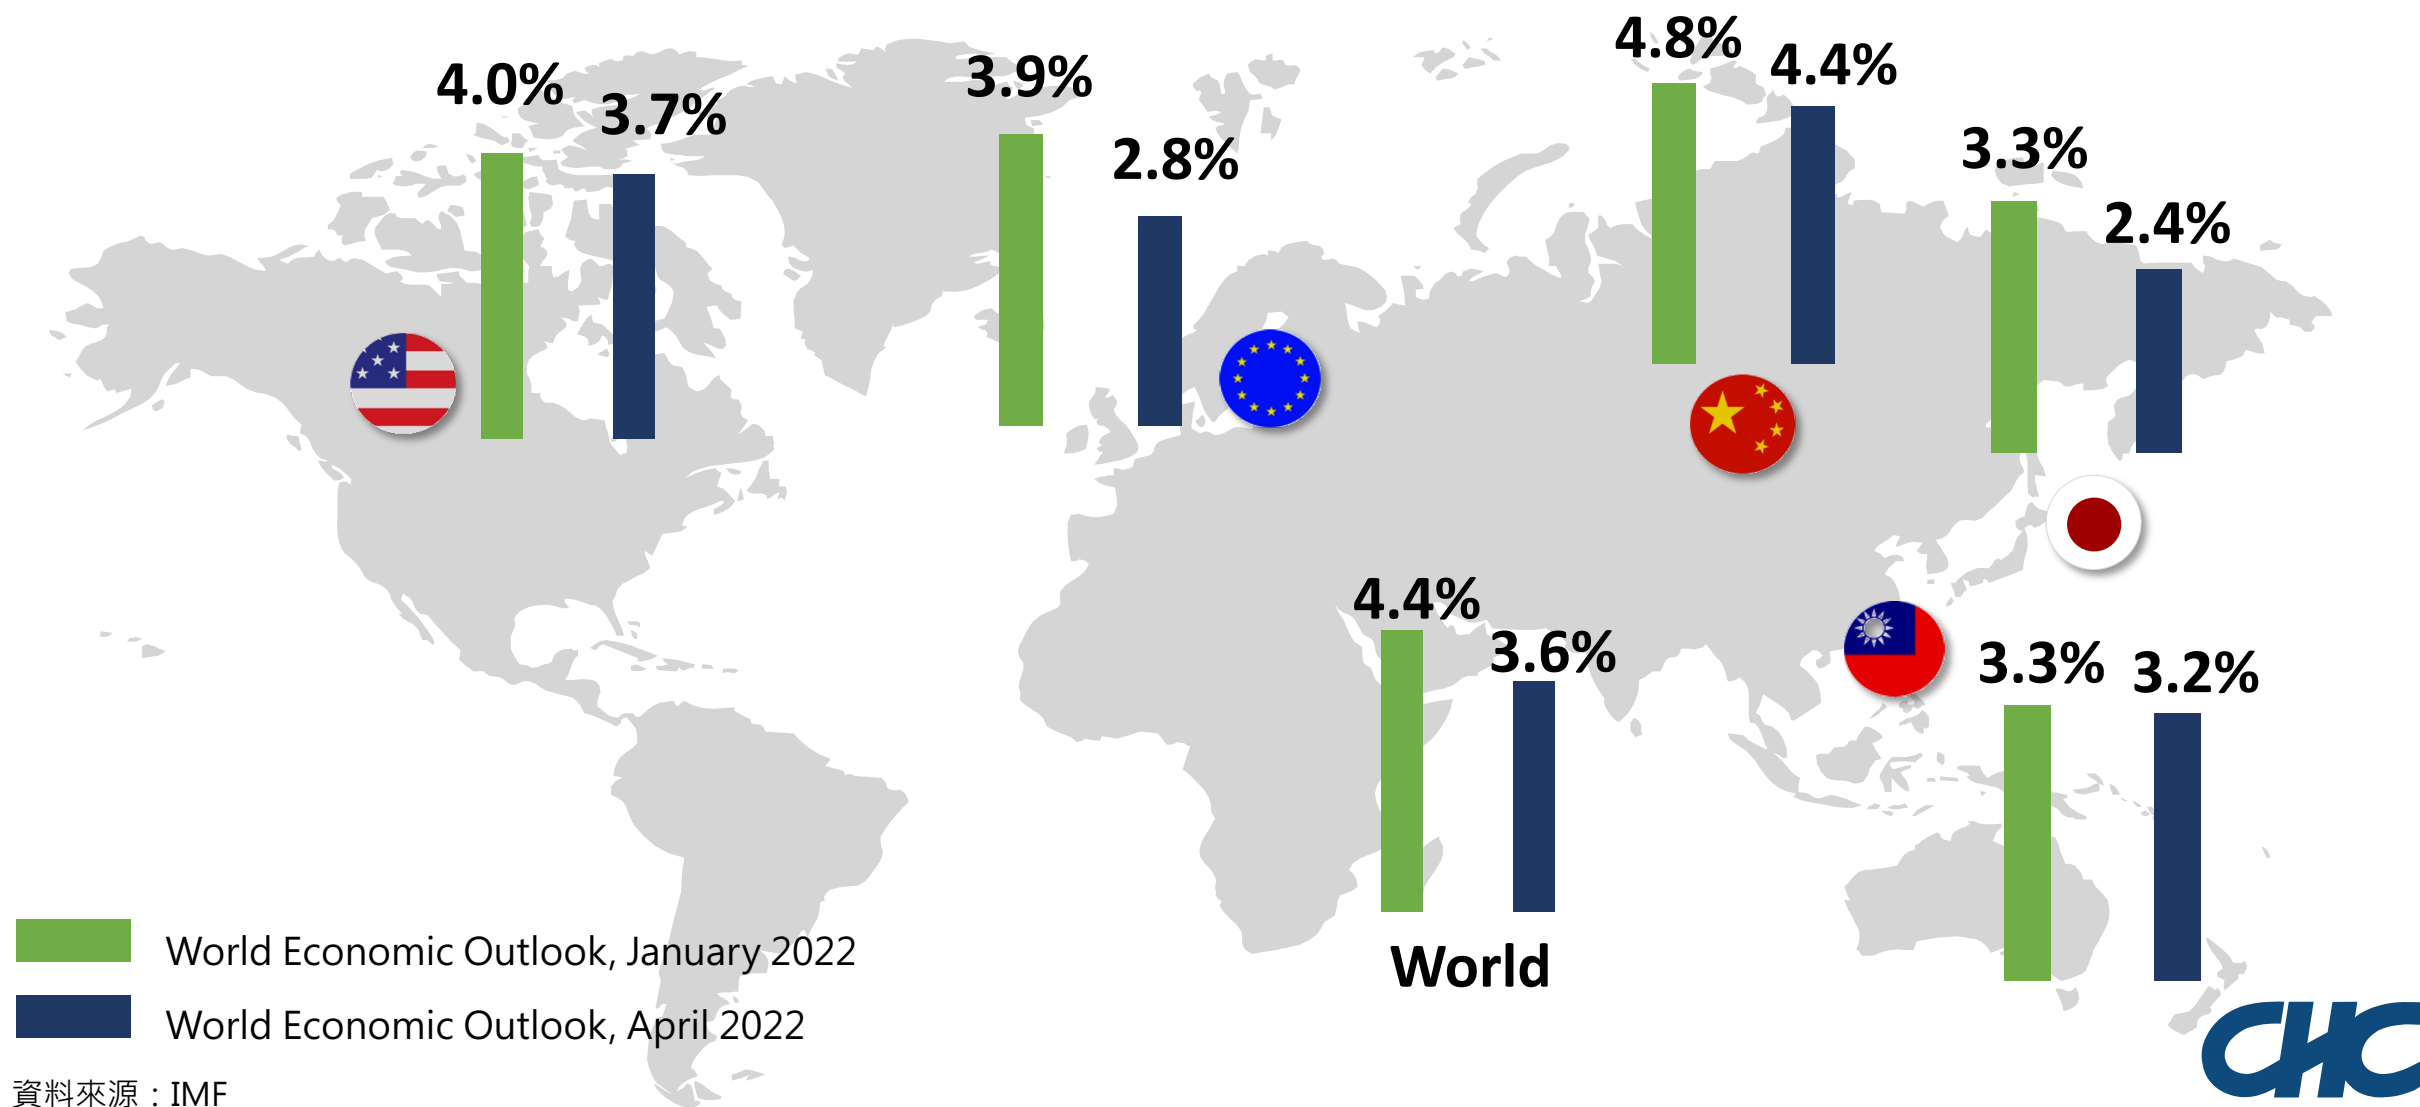 4.0%
3.7%
3.9%
2.8%
4.8%
4.4%
3.3%
2.4%
4.4%
3.6%
World
3.3%
3.2%
World Economic Outlook, January 2022
World Economic Outlook, April 2022
資料來源：IMF
CHC